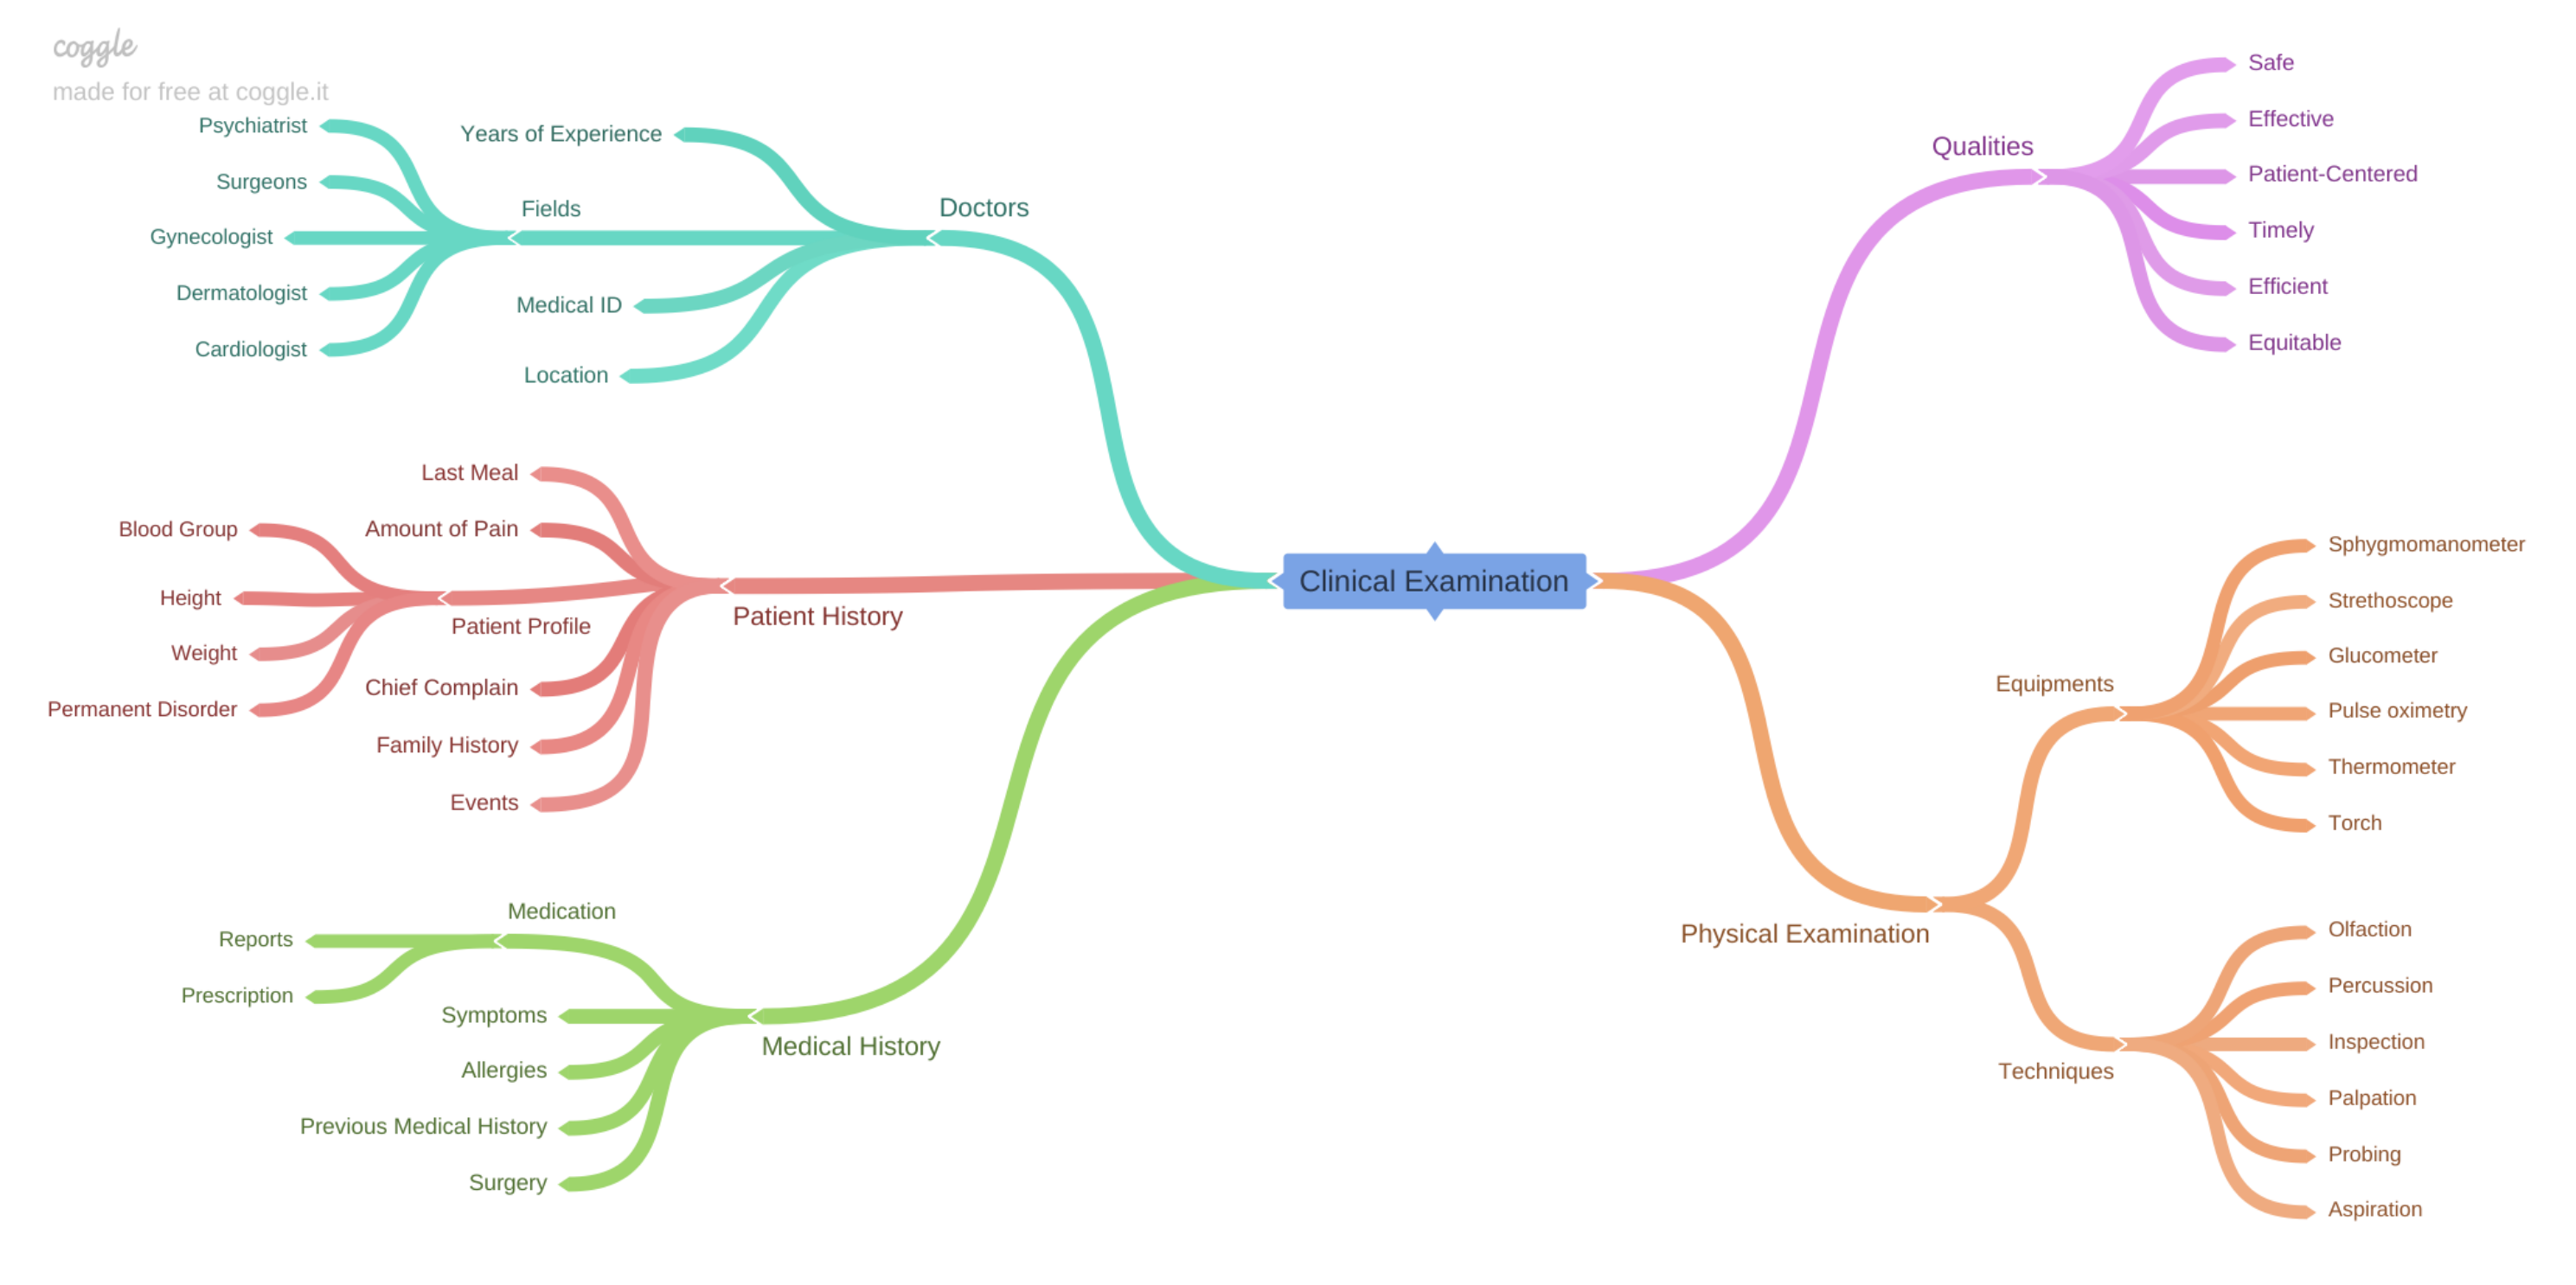 coggle
made for free at coggle.it
Psychiatrist
Surgeons
Gynecologist
Dermatologist
Cardiologist
Years of Experience
Fields
Medical ID
Location
Doctors
Last Meal
Amount of Pain
Blood Group
Height
Weight
Permanent Disorder
Patient Profile
Chief Complain
Family History
Events
Patient History
Medication
Reports
Prescription
Symptoms
Allergies
Previous Medical History
Surgery
Medical History
Clinical Examination
Qualities
Safe
Effective
Patient-Centered
Timely
Efficient
Equitable
Physical Examination
Equipments
Sphygmomanometer
Strethoscope
Glucometer
Pulse oximetry
Thermometer
Torch
Techniques
Olfaction
Percussion
Inspection
Palpation
Probing
Aspiration